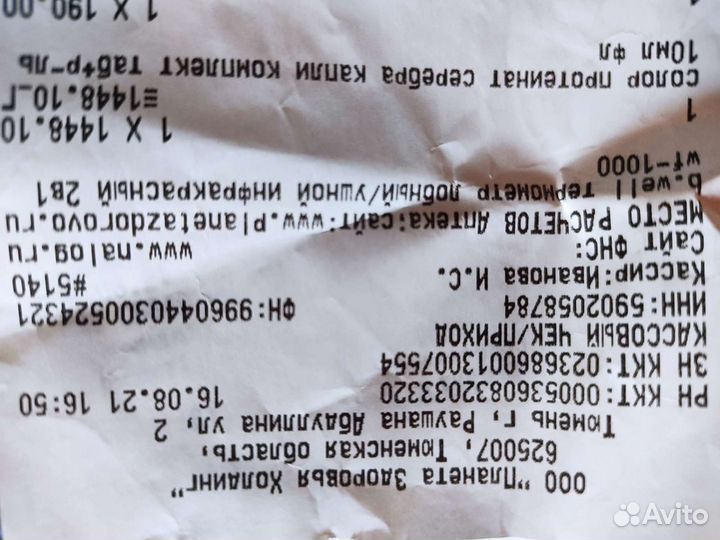 ООО "Планета Здоровья Холдинг"
625007, Тюменская область,
Тюмень г, Раушана Абдуллина ул, 2
РН ККТ:0005360832033320 16.08.21 16:50
ЗН ККТ:0236860013007554
КАССОВЫЙ ЧЕК/ПРИХОД
ИНН:5902058784 ФН:9960440300524321
Кассир:Иванова И.С. #5140
Сайт ФНС: www.nalog.ru
МЕСТО РАСЧЕТОВ Аптека;сайт:www.planetazdorovo.ru
b.well термометр лобный/ушной инфракрасный 2в1
wf-1000
1 X 1448.10
1 ≡1448.10_Г
солор протеинат серебра капли комплект таб+р-ль
10мл фл
1 X 190.00
Avito